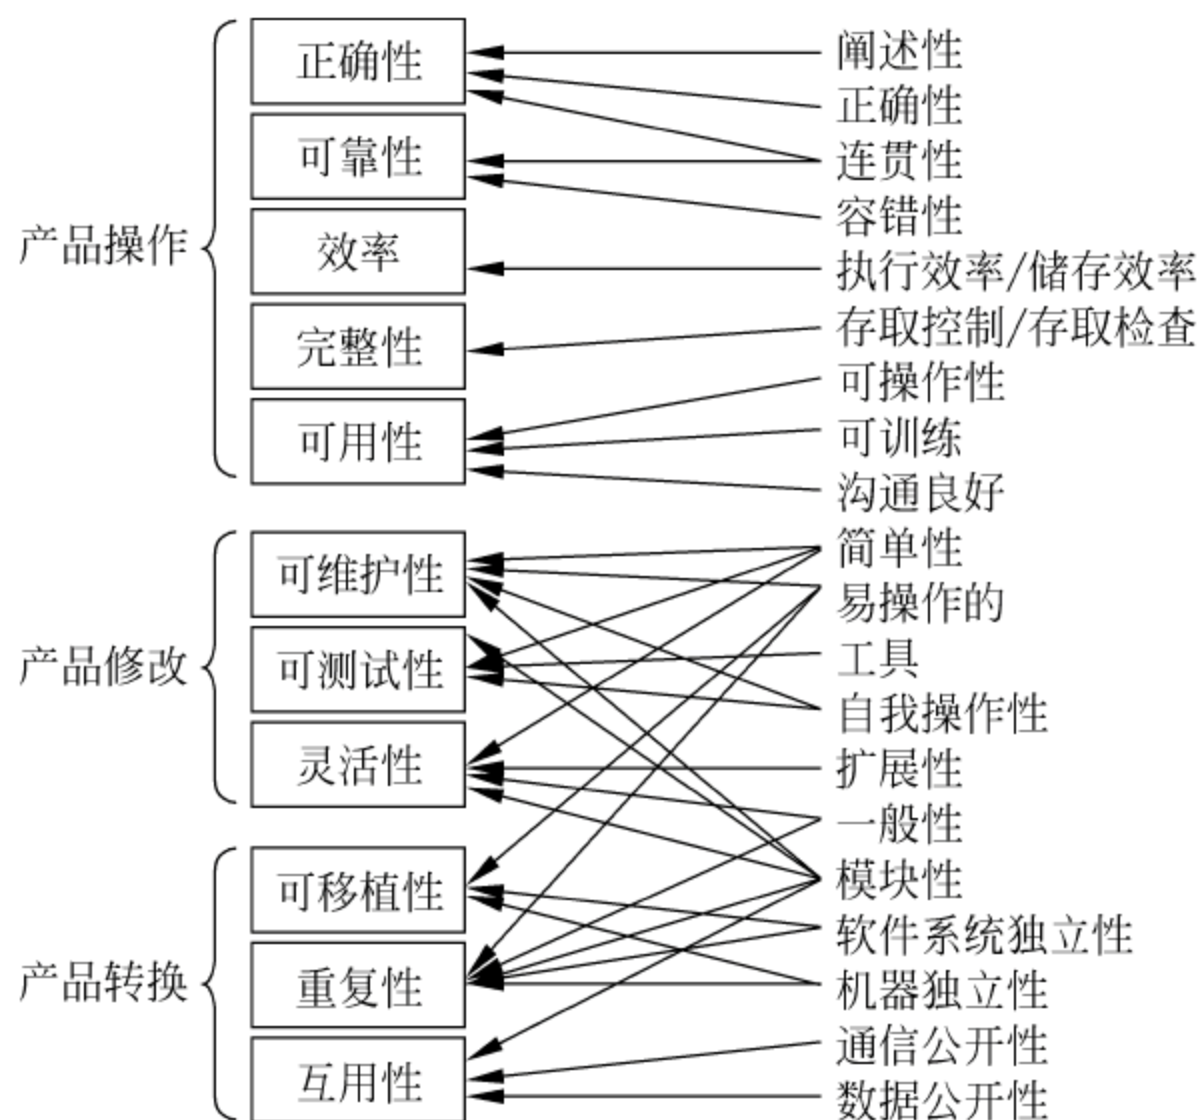 产品操作
正确性
可靠性
效率
完整性
可用性
产品修改
可维护性
可测试性
灵活性
产品转换
可移植性
重复性
互用性
阐述性
正确性
连贯性
容错性
执行效率/储存效率
存取控制/存取检查
可操作性
可训练
沟通良好
简单性
易操作的
工具
自我操作性
扩展性
一般性
模块性
软件系统独立性
机器独立性
通信公开性
数据公开性